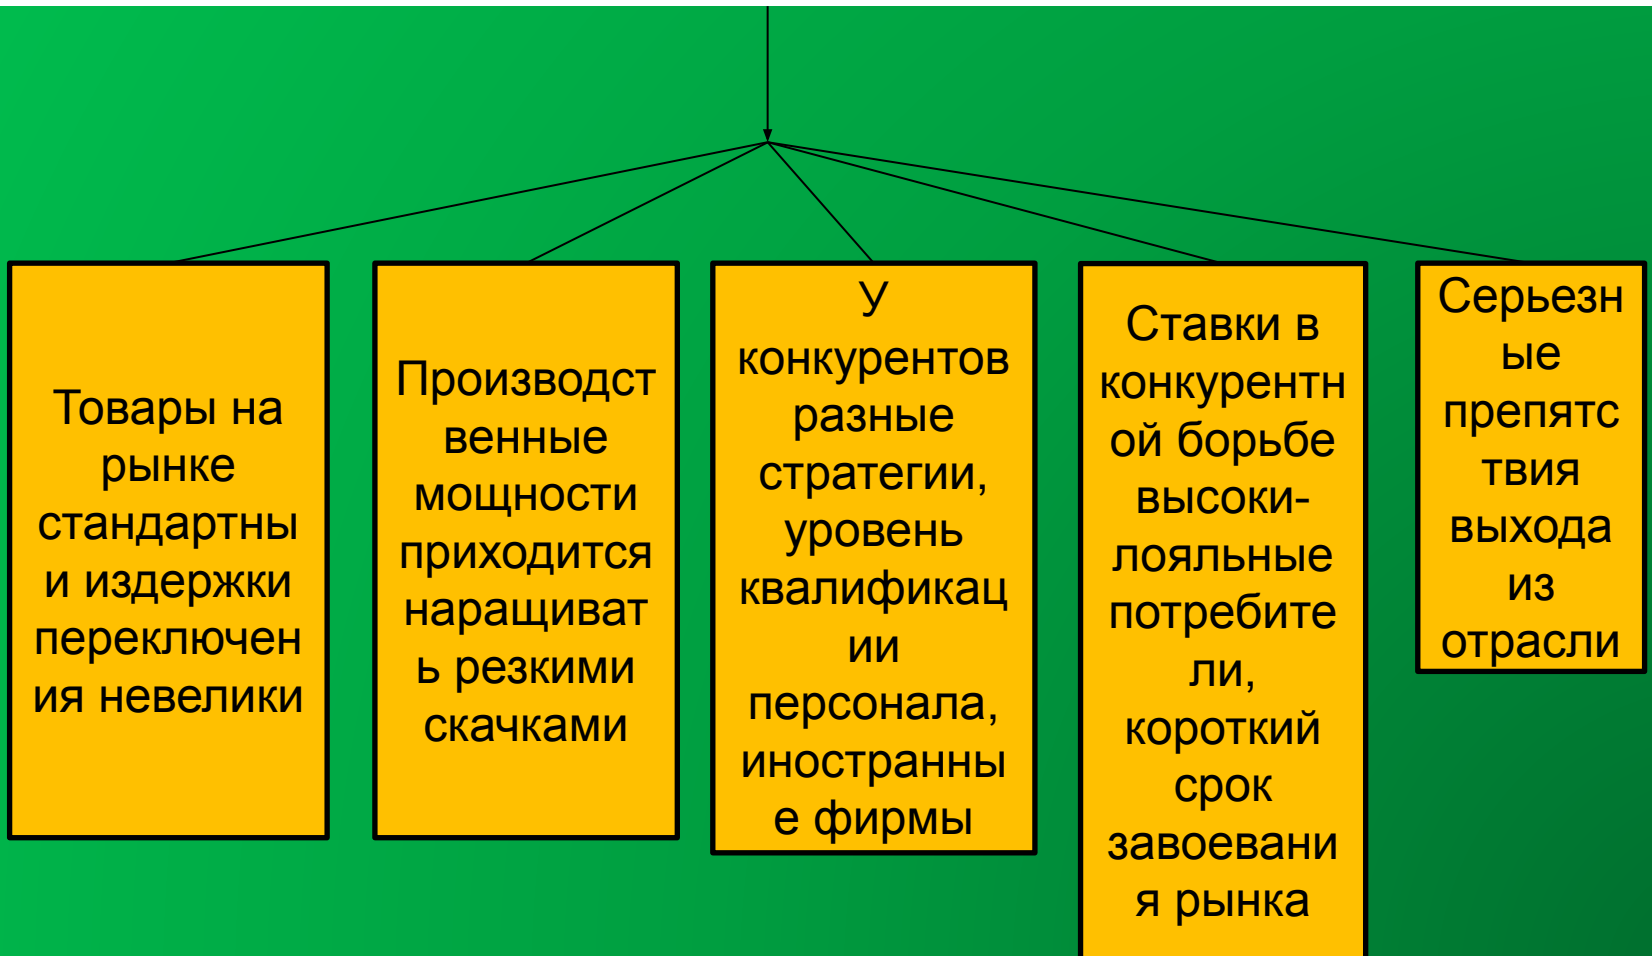 Товары на
рынке
стандартны
и издержки
переключен
ия невелики
Производст
венные
мощности
приходится
наращиват
ь резкими
скачками
У
конкурентов
разные
стратегии,
уровень
квалификац
ии
персонала,
иностранны
е фирмы
Ставки в
конкурентн
ой борьбе
высоки-
лояльные
потребите
ли,
короткий
срок
завоевани
я рынка
Серьезн
ые
препятс
твия
выхода
из
отрасли